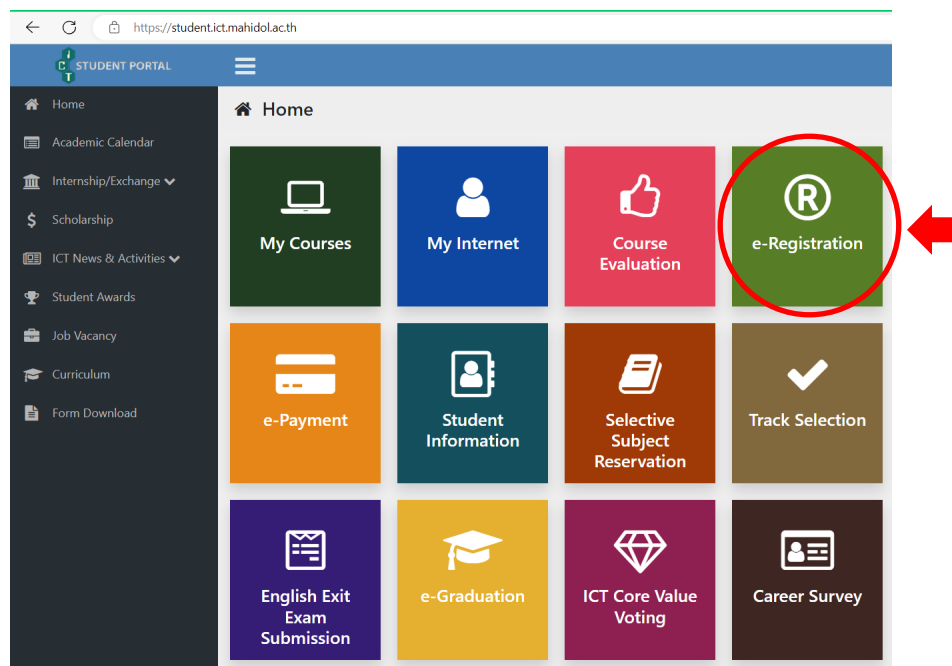 https://student.ict.mahidol.ac.th
ICT STUDENT PORTAL
Home
Academic Calendar
Internship/Exchange
Scholarship
ICT News & Activities
Student Awards
Job Vacancy
Curriculum
Form Download
Home
My Courses
My Internet
Course
Evaluation
R
e-Registration
e-Payment
Student
Information
Selective
Subject
Reservation
Track Selection
English Exit
Exam
Submission
e-Graduation
ICT Core Value
Voting
Career Survey